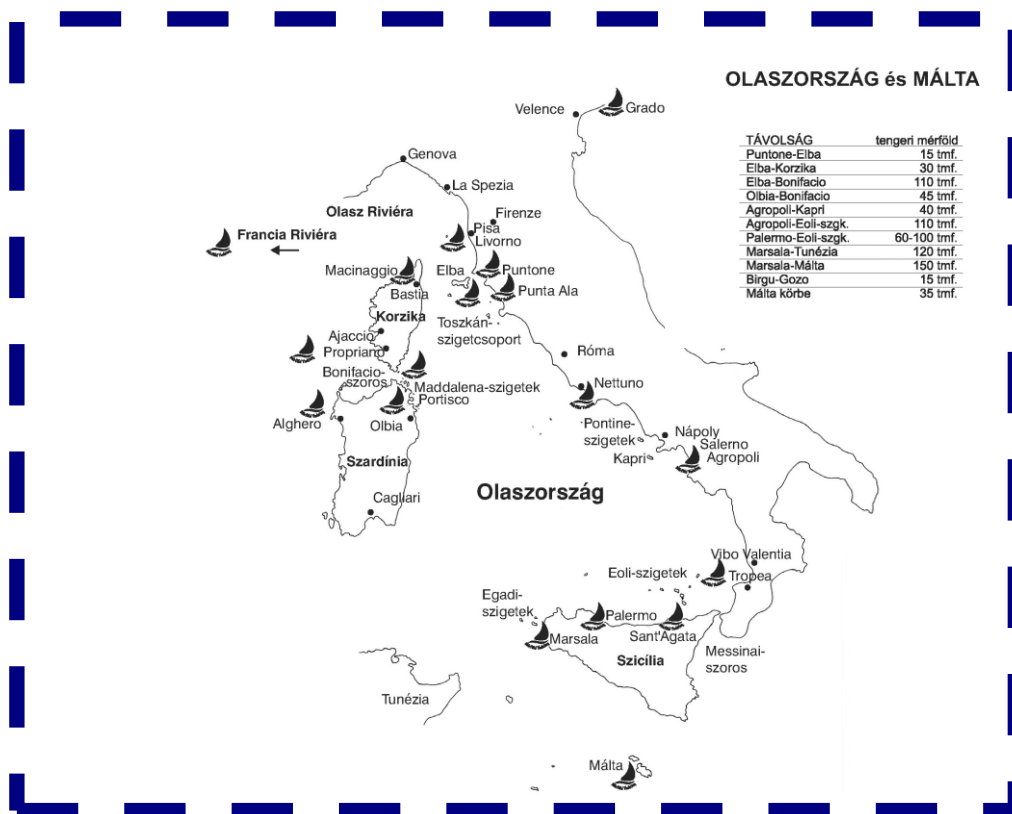 OLASZORSZÁG és MÁLTA
TÁVOLSÁG tengeri mérföld
Puntone-Elba 15 tmf.
Elba-Korzika 30 tmf.
Elba-Bonifacio 110 tmf.
Olbia-Bonifacio 45 tmf.
Agropoli-Kapri 40 tmf.
Agropoli-Eoli-szgk. 110 tmf.
Palermo-Eoli-szgk. 60-100 tmf.
Marsala-Tunézia 120 tmf.
Marsala-Málta 150 tmf.
Birgu-Gozo 15 tmf.
Málta körbe 35 tmf.
Velence
Grado
Genova
La Spezia
Olasz Riviéra
Firenze
Francia Riviéra
Pisa
Livorno
Macinaggio
Elba
Puntone
Bastia
Punta Ala
Korzika
Toszkán-
szigetcsoport
Ajaccio
Propriano
Róma
Bonifacio-
szoros
Maddalena-szigetek
Portisco
Nettuno
Alghero
Olbia
Pontine-
szigetek
Nápoly
Salerno
Kapri
Agropoli
Szardínia
Olaszország
Cagliari
Vibo Valentia
Eoli-szigetek
Tropea
Egadi-
szigetek
Palermo
Marsala
Sant'Agata
Szicília
Messinai-
szoros
Tunézia
Málta